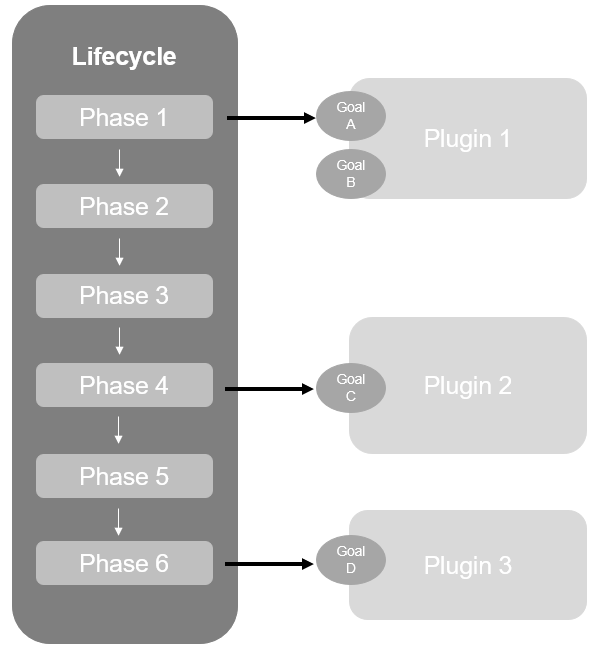 Lifecycle
Phase 1
Phase 2
Phase 3
Phase 4
Phase 5
Phase 6
Goal
A
Goal
B
Plugin 1
Goal
C
Plugin 2
Goal
D
Plugin 3